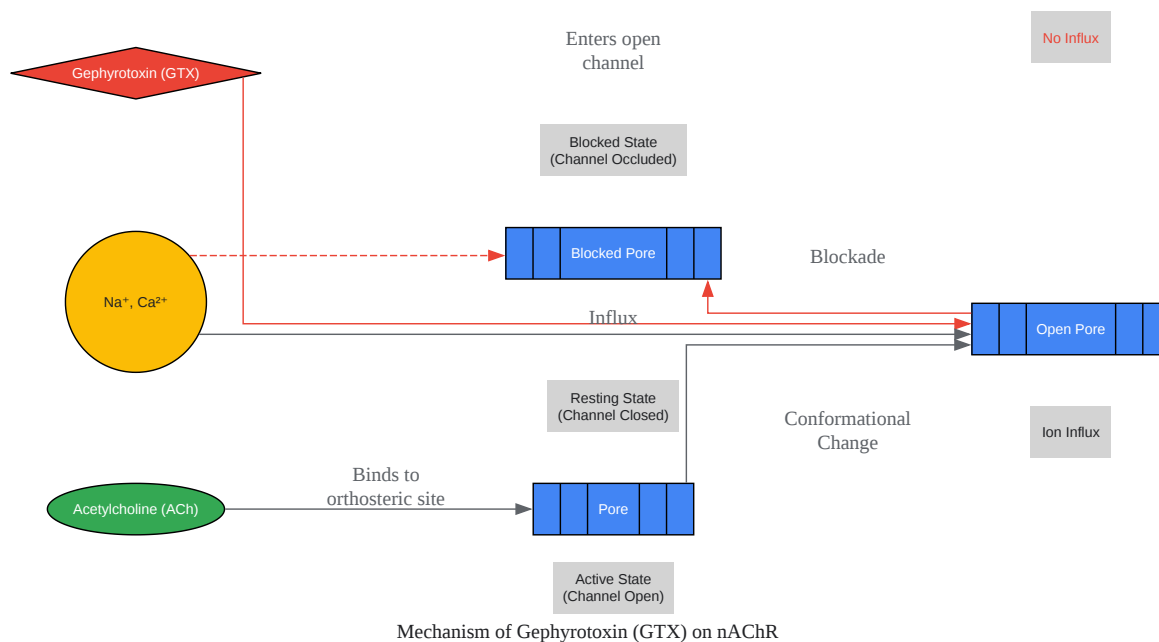 Enters open
channel
No Influx
Gephyrotoxin (GTX)
Blocked State
(Channel Occluded)
Blocked Pore
Blockade
Na⁺, Ca²⁺
Influx
Open Pore
Resting State
(Channel Closed)
Conformational
Change
Ion Influx
Binds to
orthosteric site
Acetylcholine (ACh)
Pore
Active State
(Channel Open)
Mechanism of Gephyrotoxin (GTX) on nAChR